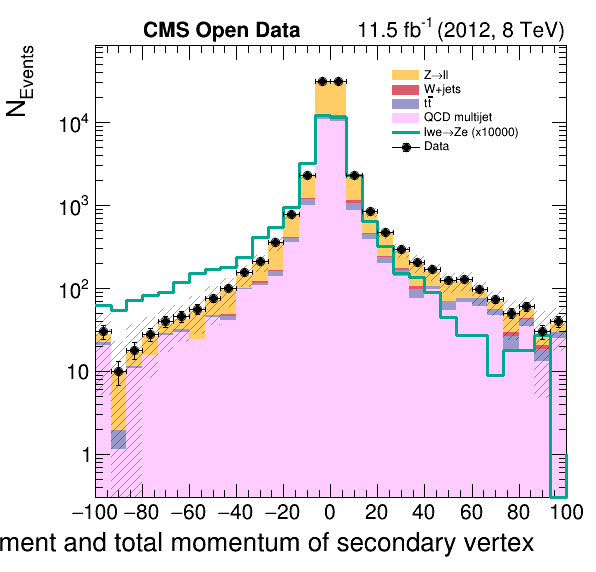 CMS Open Data 11.5 fb⁻¹ (2012, 8 TeV)
N_Events
Z→ll
W+jets
tt̄
QCD multijet
lwe→Ze (x10000)
Data
10⁴
10³
10²
10
1
−100 −80 −60 −40 −20 0 20 40 60 80 100
ment and total momentum of secondary vertex